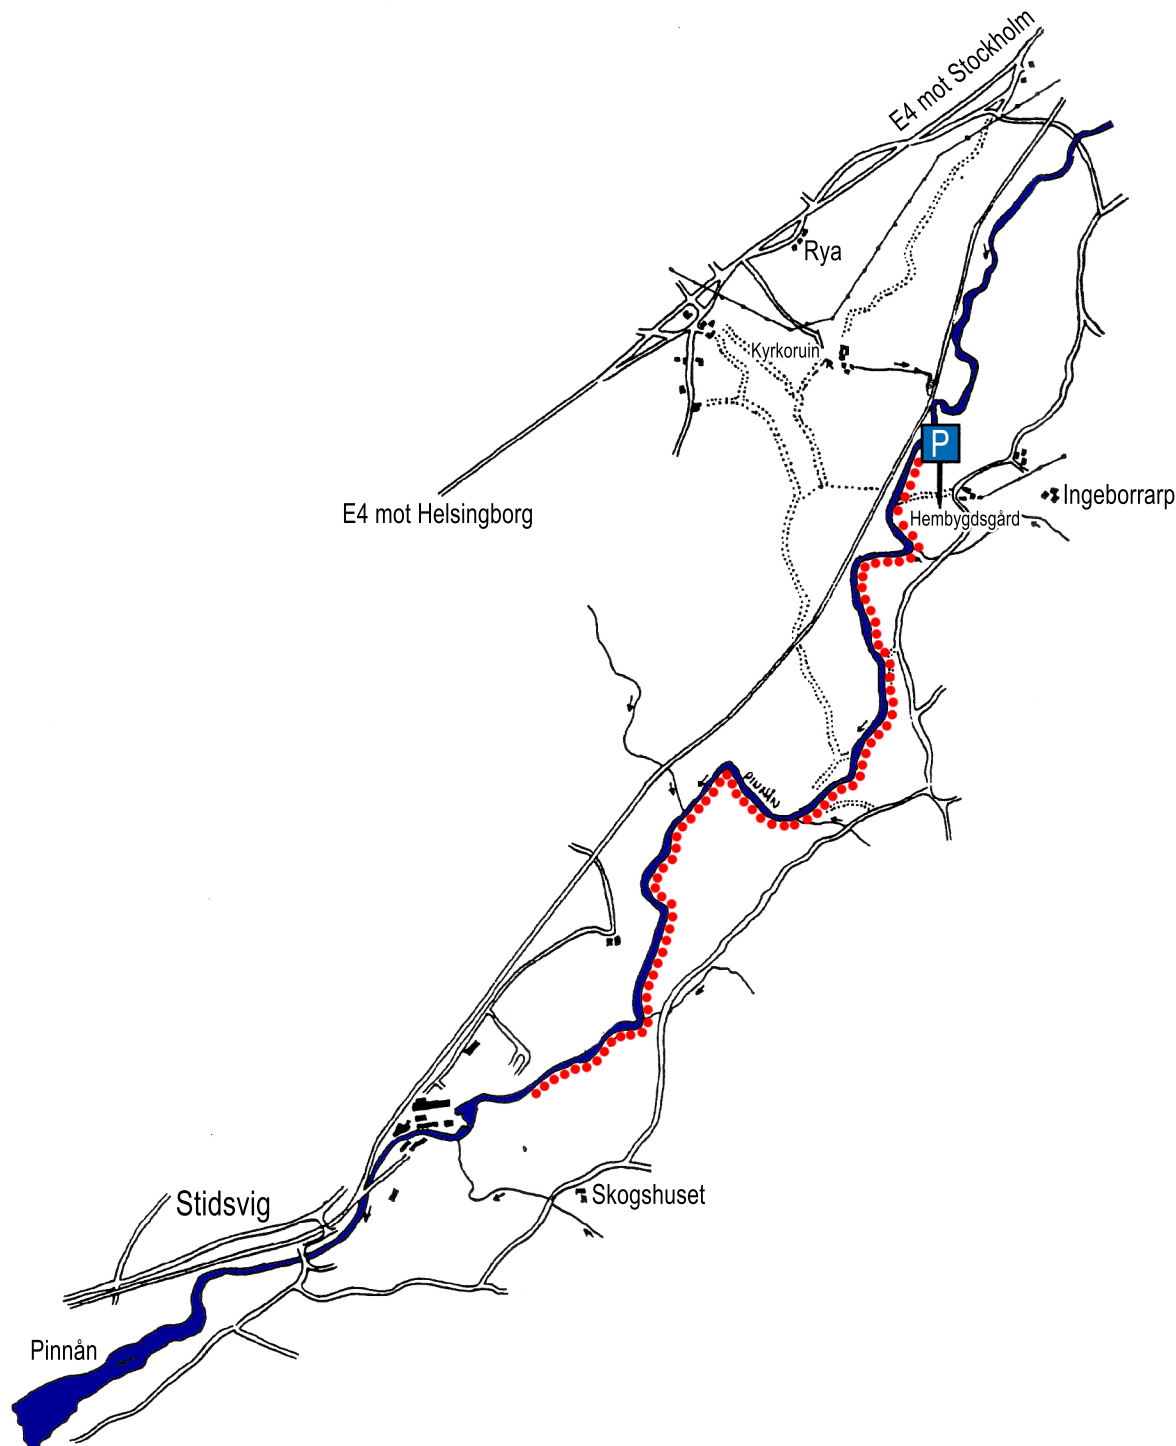 E4 mot Stockholm
Rya
Kyrkoruin
P
E4 mot Helsingborg
Ingeborrarp
Hembygdsgård
PINNÅN
Skogshuset
Stidsvig
Pinnån